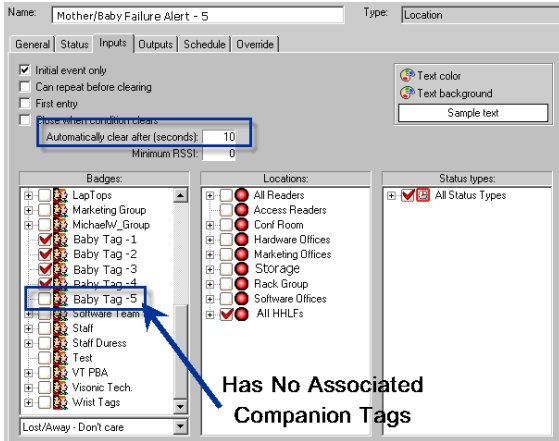 Name: Mother/Baby Failure Alert - 5 Type: Location
General Status Inputs Outputs Schedule Override
Initial event only
Can repeat before clearing
First entry
Close when condition clears
Automatically clear after (seconds): 10
Minimum RSSI: 0
Text color
Text background
Sample text
Badges:
LapTops
Marketing Group
MichaelW_Group
Baby Tag -1
Baby Tag -2
Baby Tag -3
Baby Tag -4
Baby Tag -5
Software Team
Staff
Staff Duress
Test
VT PBA
Visonic Tech.
Wrist Tags
Lost/Away - Don't care
Locations:
All Readers
Access Readers
Conf Room
Hardware Offices
Marketing Offices
Storage
Rack Group
Software Offices
All HHLFs
Status types:
All Status Types
Has No Associated
Companion Tags